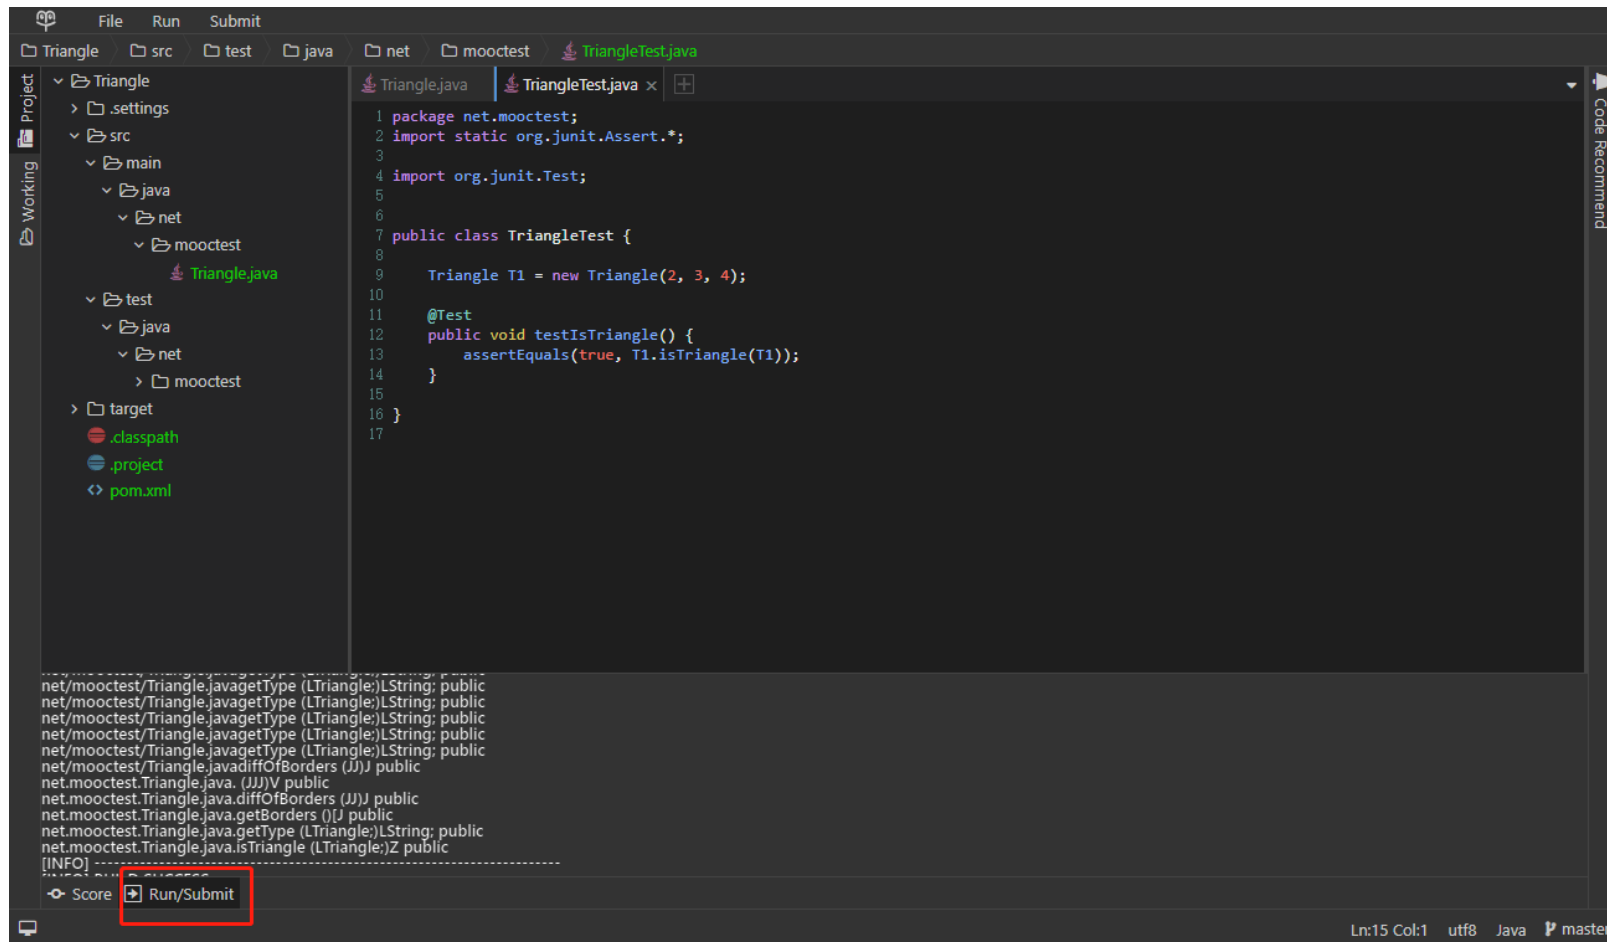 File Run Submit
Triangle src test java net mooctest TriangleTest.java
Project
Working
Triangle
.settings
src
main
java
net
mooctest
Triangle.java
test
java
net
mooctest
target
.classpath
.project
pom.xml
Triangle.java TriangleTest.java
1 package net.mooctest;
2 import static org.junit.Assert.*;
3
4 import org.junit.Test;
5
6
7 public class TriangleTest {
8
9 Triangle T1 = new Triangle(2, 3, 4);
10
11 @Test
12 public void testIsTriangle() {
13 assertEquals(true, T1.isTriangle(T1));
14 }
15
16 }
17
Code Recommend
net/mooctest/Triangle.javagetType (LTriangle;)LString; public
net/mooctest/Triangle.javagetType (LTriangle;)LString; public
net/mooctest/Triangle.javagetType (LTriangle;)LString; public
net/mooctest/Triangle.javagetType (LTriangle;)LString; public
net/mooctest/Triangle.javagetType (LTriangle;)LString; public
net/mooctest/Triangle.javadiffOfBorders (JJ)J public
net.mooctest.Triangle.java. (JJJ)V public
net.mooctest.Triangle.java.diffOfBorders (JJ)J public
net.mooctest.Triangle.java.getBorders ()[J public
net.mooctest.Triangle.java.getType (LTriangle;)LString; public
net.mooctest.Triangle.java.isTriangle (LTriangle;)Z public
[INFO] ------------------------------------------------------------------------
[INFO] BUILD SUCCESS
Score Run/Submit
Ln:15 Col:1 utf8 Java master